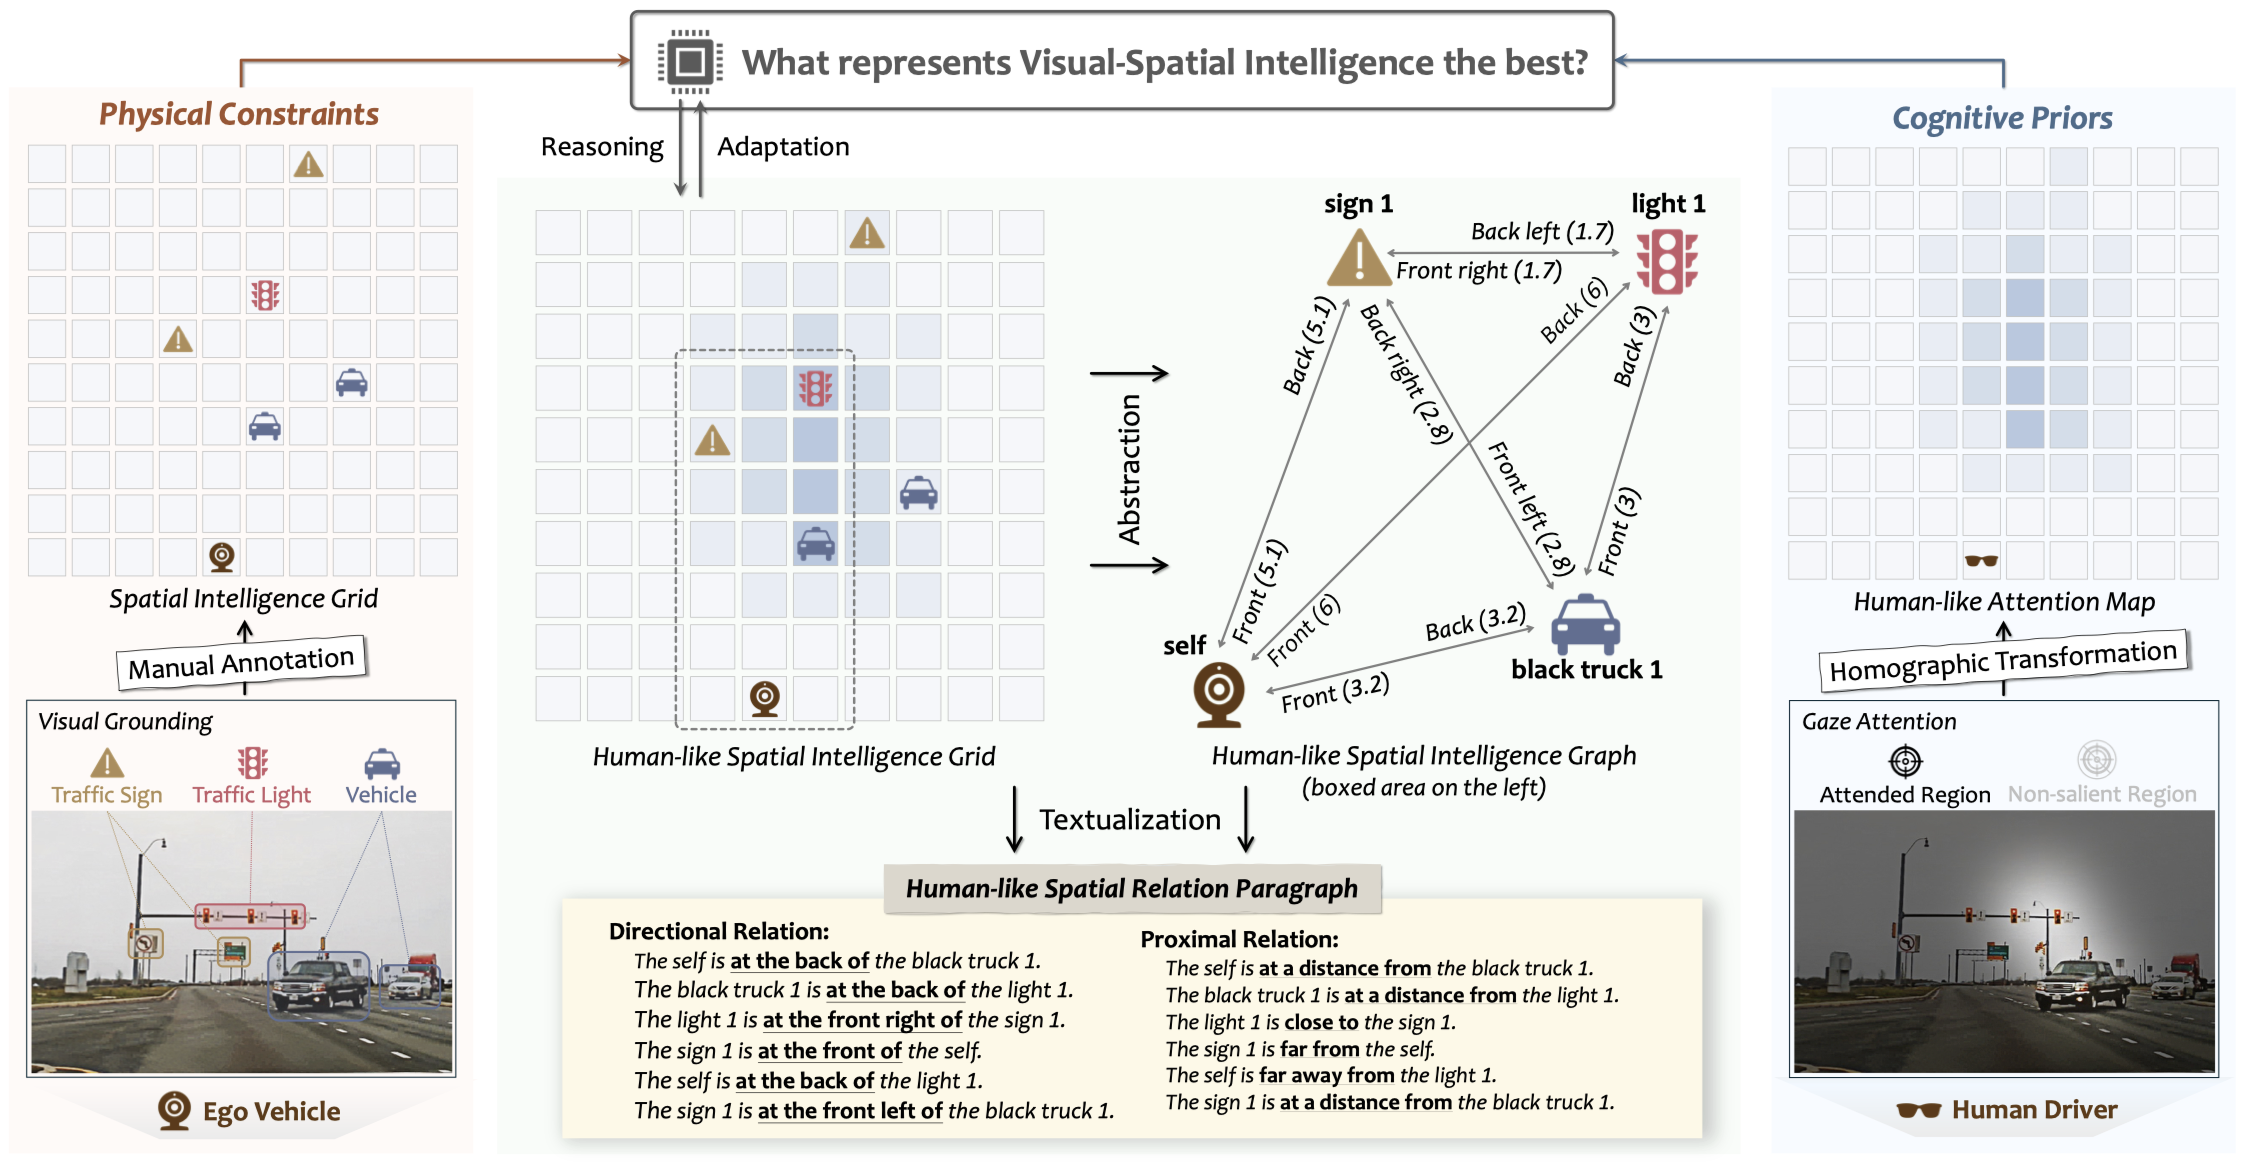 What represents Visual-Spatial Intelligence the best?
Reasoning
Adaptation
Physical Constraints
Spatial Intelligence Grid
Manual Annotation
Visual Grounding
Traffic Sign
Traffic Light
Vehicle
Ego Vehicle
Human-like Spatial Intelligence Grid
Abstraction
sign 1
light 1
Back left (1.7)
Front right (1.7)
Back (5.1)
Back right (2.8)
Back (6)
Back (3)
Front left (2.8)
Front (3)
Front (5.1)
Front (6)
Back (3.2)
Front (3.2)
self
black truck 1
Human-like Spatial Intelligence Graph
(boxed area on the left)
Textualization
Human-like Spatial Relation Paragraph
Directional Relation:
The self is at the back of the black truck 1.
The black truck 1 is at the back of the light 1.
The light 1 is at the front right of the sign 1.
The sign 1 is at the front of the self.
The self is at the back of the light 1.
The sign 1 is at the front left of the black truck 1.
Proximal Relation:
The self is at a distance from the black truck 1.
The black truck 1 is at a distance from the light 1.
The light 1 is close to the sign 1.
The sign 1 is far from the self.
The self is far away from the light 1.
The sign 1 is at a distance from the black truck 1.
Cognitive Priors
Human-like Attention Map
Homographic Transformation
Gaze Attention
Attended Region
Non-salient Region
Human Driver